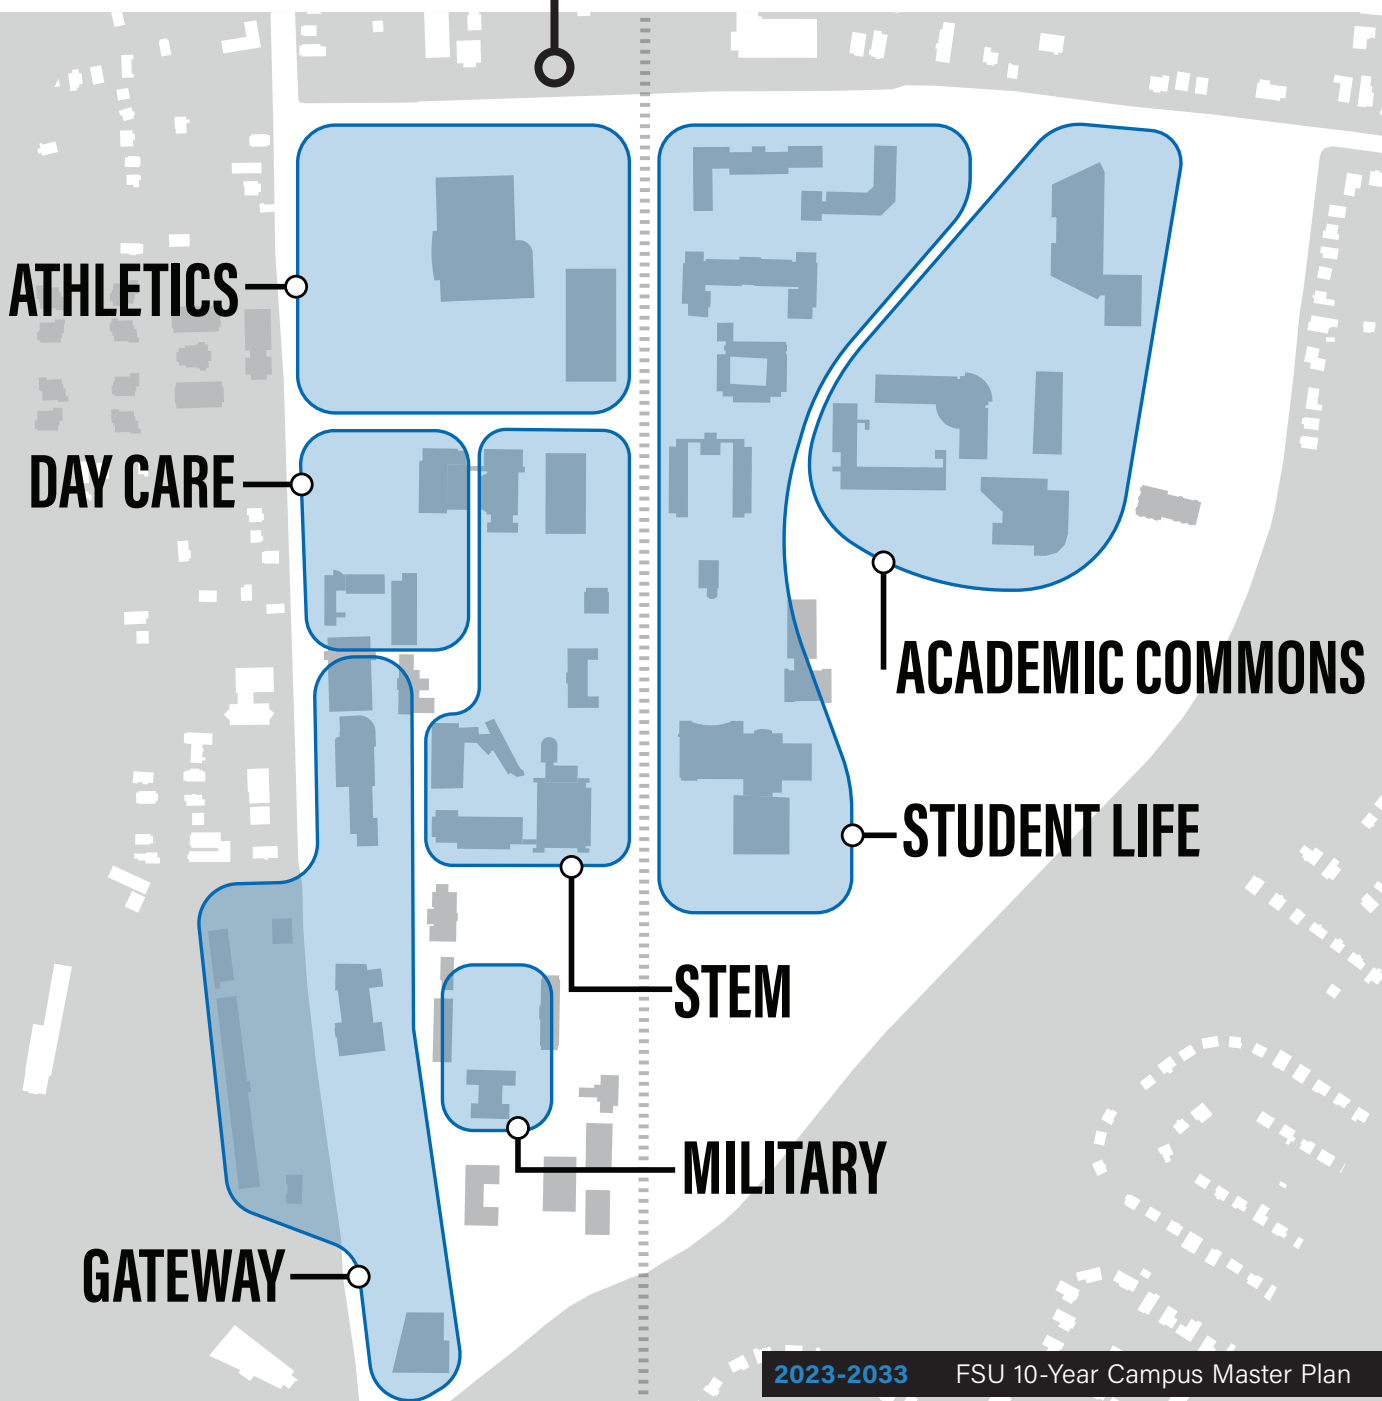 ATHLETICS
DAY CARE
ACADEMIC COMMONS
STUDENT LIFE
STEM
MILITARY
GATEWAY
2023-2033 FSU 10-Year Campus Master Plan